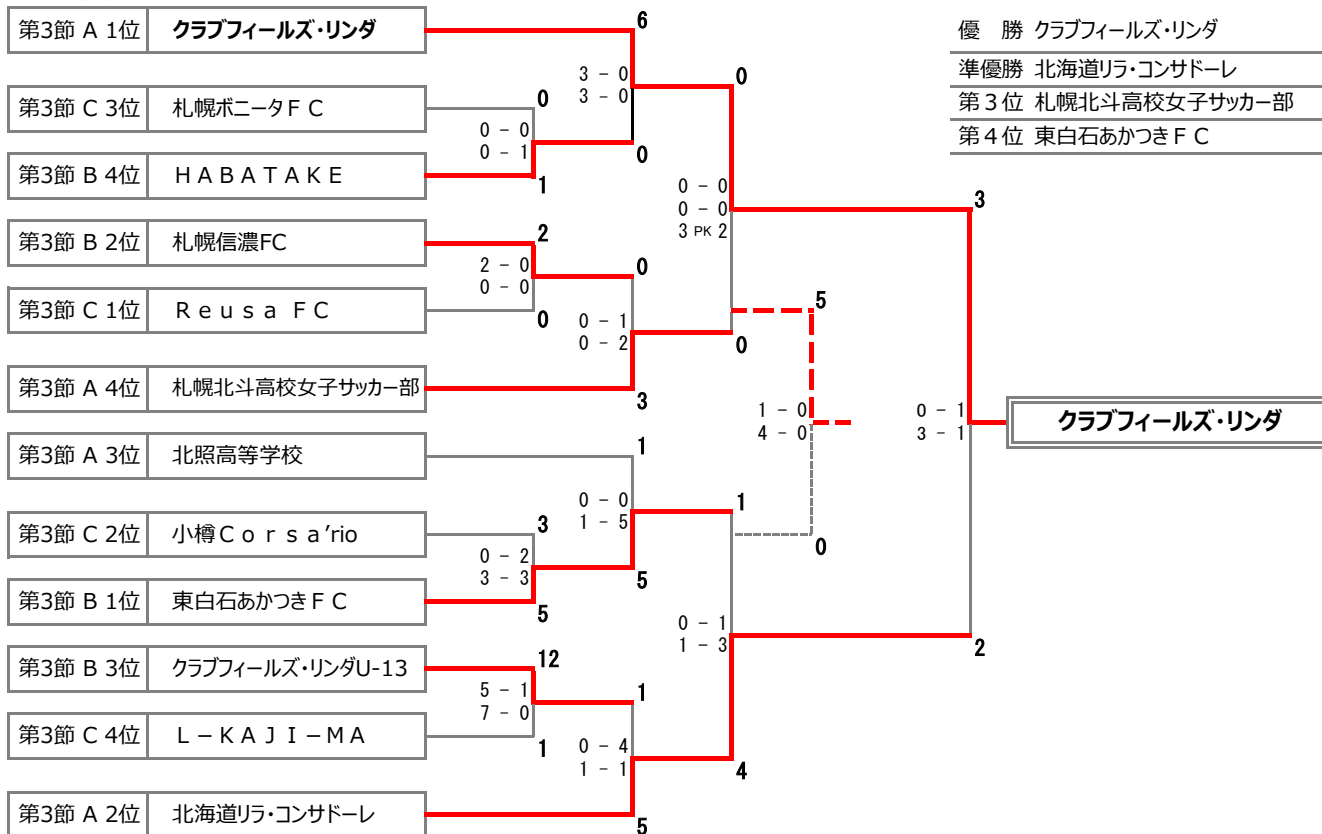 第3節 A 1位 クラブフィールズ・リンダ
6
優　勝 クラブフィールズ・リンダ
準優勝 北海道リラ・コンサドーレ
第３位 札幌北斗高校女子サッカー部
第４位 東白石あかつきＦＣ
3 - 0
3 - 0
0
第3節 C 3位 札幌ボニータＦＣ
0
0 - 0
0 - 1
0
第3節 B 4位 ＨＡＢＡＴＡＫＥ
1
0 - 0
0 - 0
3 PK 2
3
第3節 B 2位 札幌信濃FC
2
2 - 0
0 - 0
0
第3節 C 1位 Ｒｅｕｓａ ＦＣ
0
0 - 1
0 - 2
0
5
第3節 A 4位 札幌北斗高校女子サッカー部
3
1 - 0
4 - 0
0 - 1
3 - 1
クラブフィールズ・リンダ
第3節 A 3位 北照高等学校
1
0 - 0
1 - 5
1
第3節 C 2位 小樽Ｃｏｒｓａ’rio
3
0 - 2
3 - 3
5
0
第3節 B 1位 東白石あかつきＦＣ
5
0 - 1
1 - 3
2
第3節 B 3位 クラブフィールズ・リンダU-13
12
5 - 1
7 - 0
1
第3節 C 4位 Ｌ－ＫＡＪＩ－ＭＡ
1
0 - 4
1 - 1
4
第3節 A 2位 北海道リラ・コンサドーレ
5